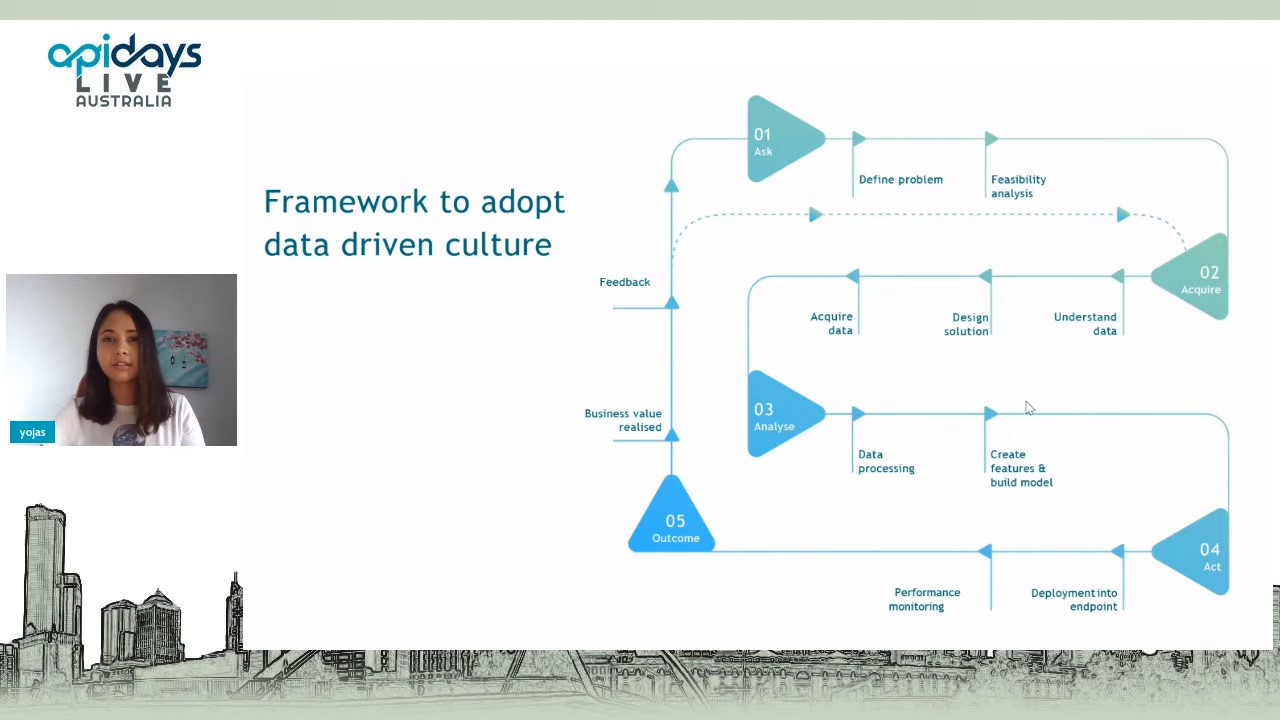 apidays
LIVE
AUSTRALIA
Framework to adopt
data driven culture
yojas
01
Ask
Define problem
Feasibility
analysis
02
Acquire
Understand
data
Design
solution
Acquire
data
03
Analyse
Data
processing
Create
features &
build model
04
Act
Deployment into
endpoint
Performance
monitoring
05
Outcome
Business value
realised
Feedback